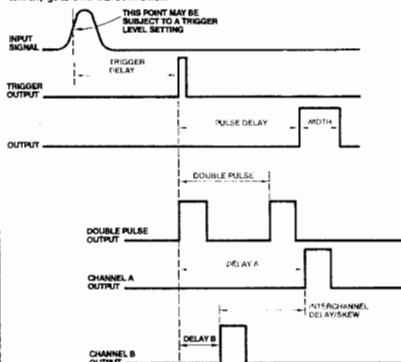 THIS POINT MAY BE
SUBJECT TO A TRIGGER
LEVEL SETTING
INPUT
SIGNAL
TRIGGER
DELAY
TRIGGER
OUTPUT
PULSE DELAY
WIDTH
OUTPUT
DOUBLE PULSE
DOUBLE PULSE
OUTPUT
DELAY A
CHANNEL A
OUTPUT
INTERCHANNEL
DELAY/SKEW
DELAY B
CHANNEL B
OUTPUT